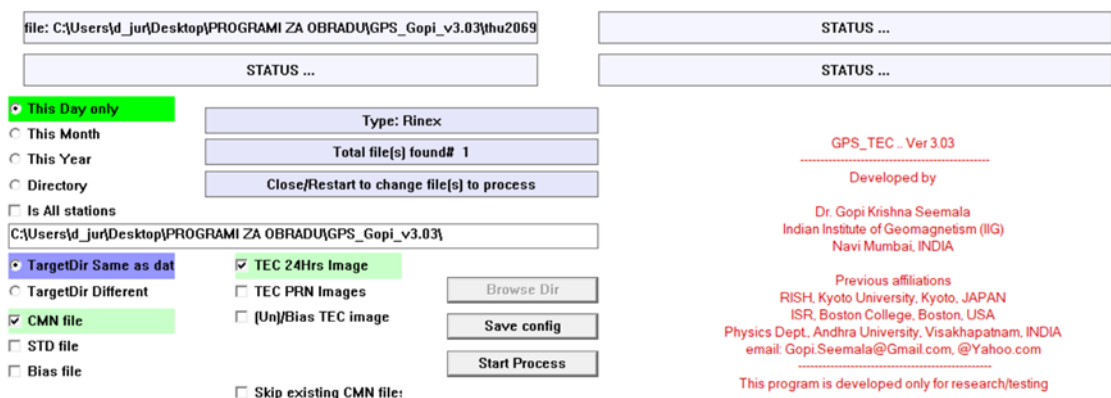 file: C:\Users\d_jur\Desktop\PROGRAMI ZA OBRADU\GPS_Gopi_v3.03\thu2069
STATUS ...
STATUS ...
STATUS ...
This Day only
This Month
This Year
Directory
Is All stations
Type: Rinex
Total file(s) found# 1
Close/Restart to change file(s) to process
C:\Users\d_jur\Desktop\PROGRAMI ZA OBRADU\GPS_Gopi_v3.03\
TargetDir Same as dat
TargetDir Different
CMN file
STD file
Bias file
TEC 24Hrs Image
TEC PRN Images
(Un)/Bias TEC image
Skip existing CMN files
Browse Dir
Save config
Start Process
GPS_TEC .. Ver 3.03
-----------------------------------------------
Developed by
Dr. Gopi Krishna Seemala
Indian Institute of Geomagnetism (IIG)
Navi Mumbai, INDIA
Previous affiliations
RISH, Kyoto University, Kyoto, JAPAN
ISR, Boston College, Boston, USA
Physics Dept., Andhra University, Visakhapatnam, INDIA
email: Gopi.Seemala@Gmail.com, @Yahoo.com
-----------------------------------------------
This program is developed only for research/testing